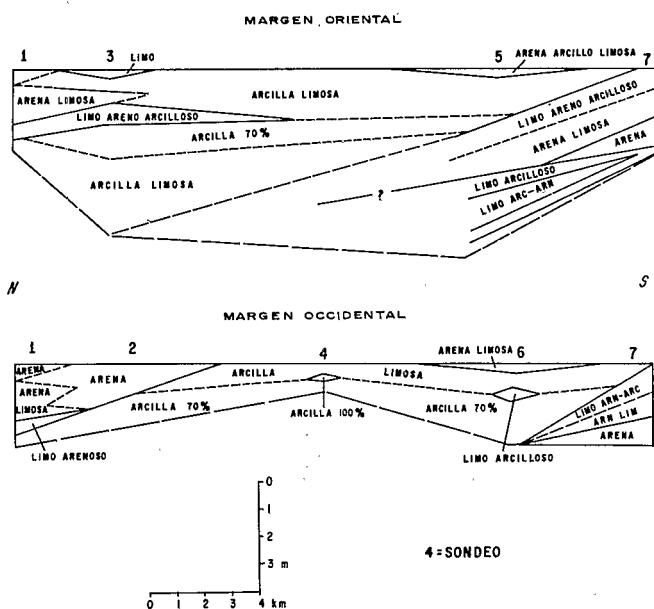 MARGEN ORIENTAL
1 3 LIMO 5 ARENA ARCILLO LIMOSA 7
ARENA LIMOSA
ARCILLA LIMOSA
LIMO ARENO ARCILLOSO
LIMO ARENO ARCILLOSO
ARCILLA 70%
ARENA LIMOSA
ARENA
ARCILLA LIMOSA
LIMO ARCILLOSO
?
LIMO ARC-ARN
N S
MARGEN OCCIDENTAL
1 2 4 ARENA LIMOSA 6 7
ARENA
ARENA
ARCILLA
LIMOSA
ARENA
LIMOSA
ARCILLA 70%
ARCILLA 100%
ARCILLA 70%
LIMO ARN-ARC
ARN LIM
ARENA
LIMO ARENOSO
LIMO ARCILLOSO
0
1
2
3 m
4=SONDEO
0 1 2 3 4 km